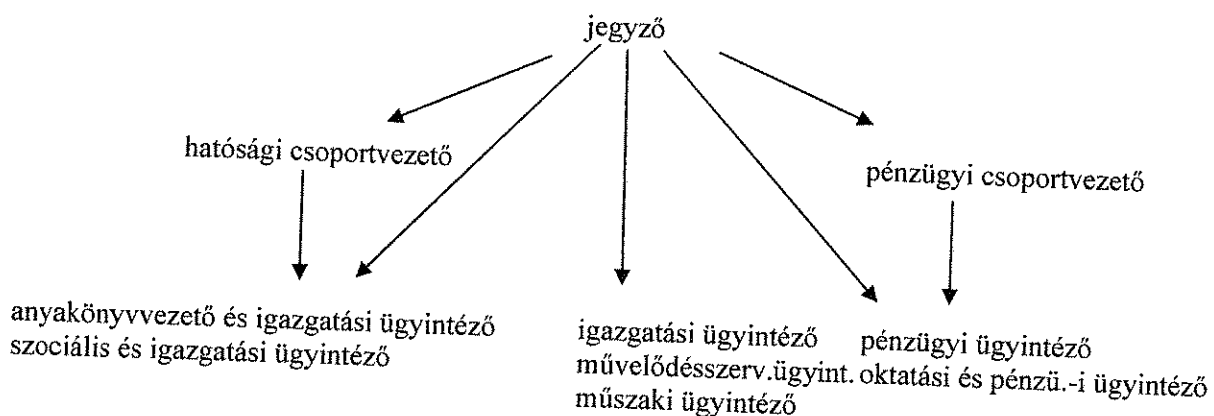 jegyző
hatósági csoportvezető
pénzügyi csoportvezető
anyakönyvvezető és igazgatási ügyintéző
szociális és igazgatási ügyintéző
igazgatási ügyintéző
művelődésszerv.ügyint.
műszaki ügyintéző
pénzügyi ügyintéző
oktatási és pénzü.-i ügyintéző